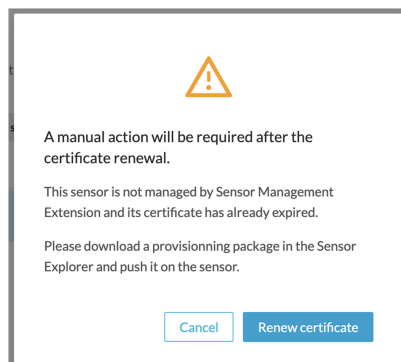 A manual action will be required after the
certificate renewal.
This sensor is not managed by Sensor Management
Extension and its certificate has already expired.
Please download a provisionning package in the Sensor
Explorer and push it on the sensor.
Cancel
Renew certificate